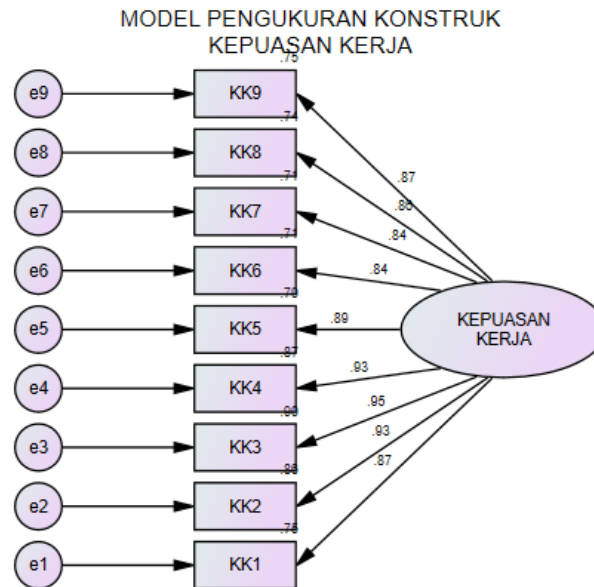 MODEL PENGUKURAN KONSTRUK
KEPUASAN KERJA
.75
e9 KK9
.87
.74
e8 KK8
.86
.71
e7 KK7
.84
.71
e6 KK6
.84
.79
e5 KK5
.89
KEPUASAN
KERJA
.87
e4 KK4
.93
.90
e3 KK3
.95
.86
e2 KK2
.93
.75
e1 KK1
.87